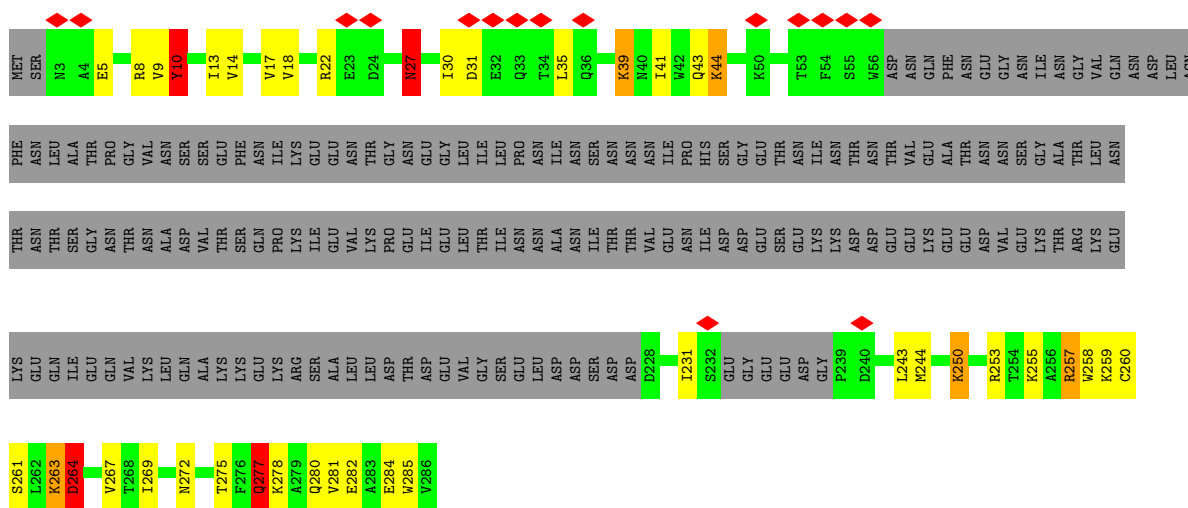 MET SER N3 A4 E5 R8 V9 Y10 I13 V14 V17 V18 R22 E23 D24 N27 I30 D31 E32 Q33 T34 L35 Q36 K39 N40 I41 W42 Q43 K44 K50 T53 F54 S55 W56 ASP ASN GLN PHE ASN GLU GLY ASN ILE ASN GLY VAL GLN ASN ASP LEU
PHE ASN LEU ALA THR PRO GLY VAL ASN SER SER GLU PHE ASN ILE LYS GLU GLU ASN THR GLY ASN GLU GLY LEU ILE LEU PRO ASN ILE ASN SER ASN ASN ASN ILE PRO HIS SER GLY GLU THR ASN ILE ASN THR ASN THR VAL GLU ALA THR ASN ASN SER GLY ALA THR LEU ASN
THR ASN THR SER GLY ASN THR ASN ALA ASP VAL THR SER GLN PRO LYS ILE GLU VAL LYS PRO GLU ILE GLU LEU THR ILE ASN ASN ALA ASN ILE THR THR VAL GLU ASN ILE ASP ASP GLU SER GLU LYS LYS ASP ASP GLU GLU LYS GLU GLU ASP VAL GLU LYS THR ARG LYS GLU
LYS GLU GLN ILE GLU GLN VAL LYS LEU GLN ALA LYS LYS GLU LYS ARG SER ALA LEU LEU ASP THR ASP GLU VAL GLY SER GLU LEU ASP ASP SER ASP ASP D228 I231 S232 GLU GLY GLU GLU ASP GLY P239 D240 L243 M244 K250 R253 T254 K255 A256 R257 W258 K259 C260
S261 L262 K263 D264 V267 T268 I269 N272 T275 F276 Q277 K278 A279 Q280 V281 E282 A283 E284 W285 V286